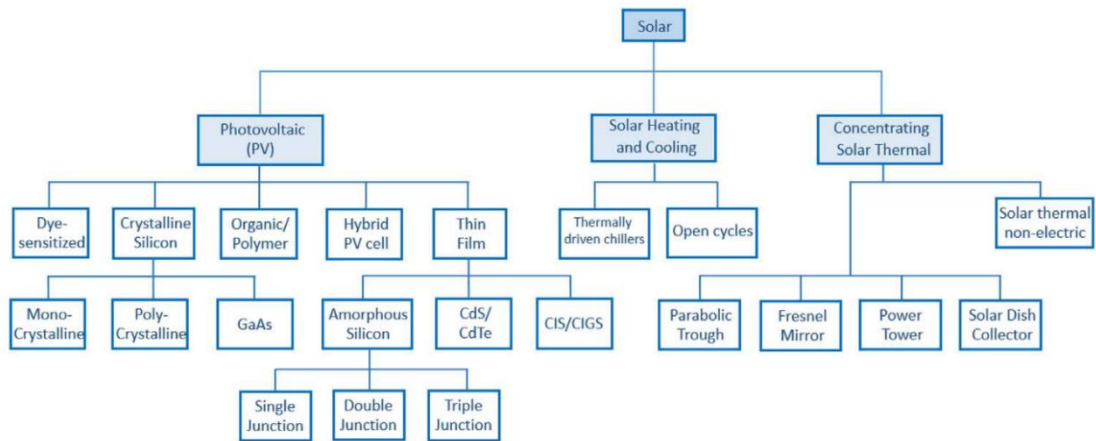 Solar
Photovoltaic
(PV)
Solar Heating
and Cooling
Concentrating
Solar Thermal
Dye-
sensitized
Crystalline
Silicon
Organic/
Polymer
Hybrid
PV cell
Thin
Film
Thermally
driven chillers
Open cycles
Solar thermal
non-electric
Mono-
Crystalline
Poly-
Crystalline
GaAs
Amorphous
Silicon
CdS/
CdTe
CIS/CIGS
Parabolic
Trough
Fresnel
Mirror
Power
Tower
Solar Dish
Collector
Single
Junction
Double
Junction
Triple
Junction